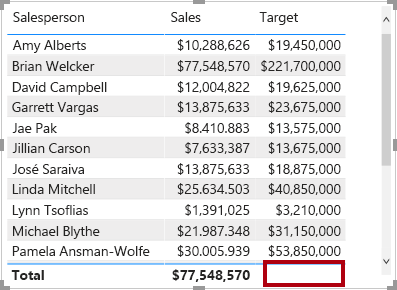 Salesperson Sales Target
Amy Alberts $10,288,626 $19,450,000
Brian Welcker $77,548,570 $221,700,000
David Campbell $12,004,822 $19,625,000
Garrett Vargas $13,875,633 $23,675,000
Jae Pak $8.410.883 $13,575,000
Jillian Carson $7,633,387 $13,675,000
José Saraiva $13,875,633 $18,875,000
Linda Mitchell $25.634.503 $40,850,000
Lynn Tsoflias $1,391,025 $3,210,000
Michael Blythe $21.987.348 $31,150,000
Pamela Ansman-Wolfe $30.005.939 $53,850,000
Total $77,548,570